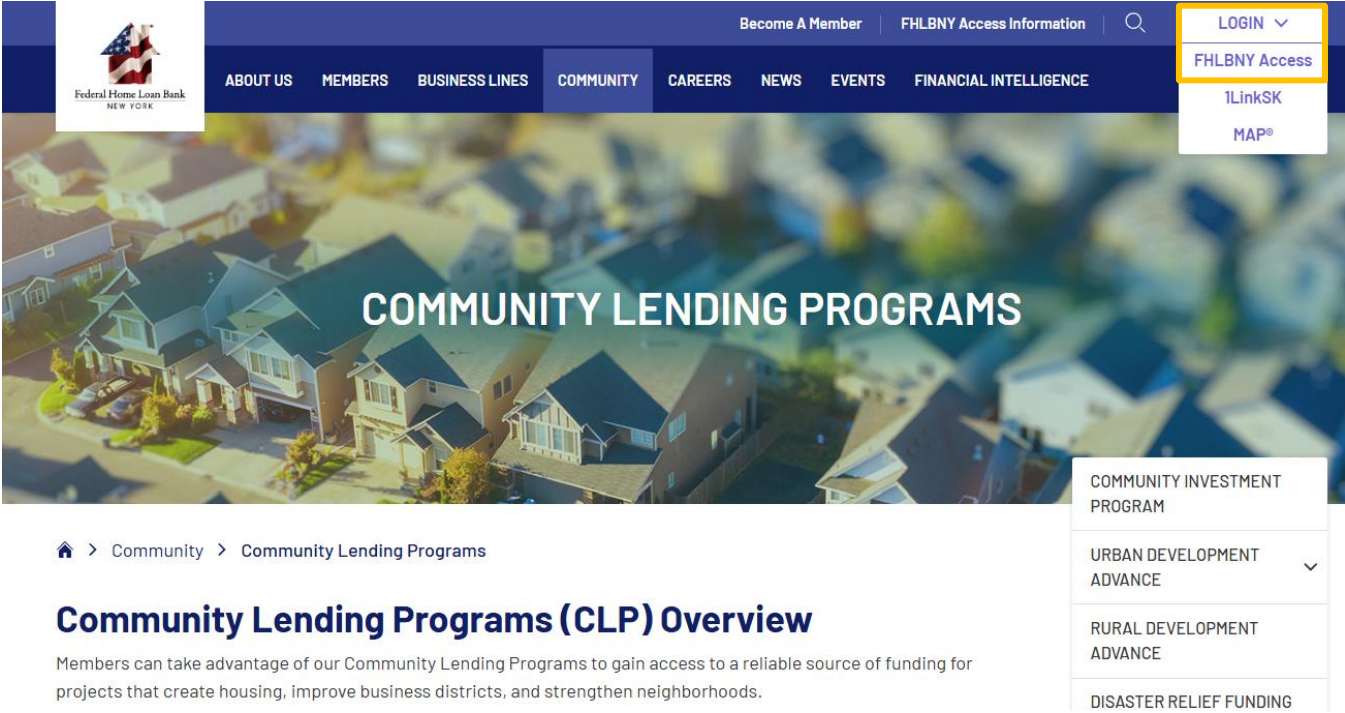 Become A Member
FHLBNY Access Information
LOGIN
Federal Home Loan Bank
NEW YORK
ABOUT US
MEMBERS
BUSINESS LINES
COMMUNITY
CAREERS
NEWS
EVENTS
FINANCIAL INTELLIGENCE
FHLBNY Access
1LinkSK
MAP®
COMMUNITY LENDING PROGRAMS
COMMUNITY INVESTMENT
PROGRAM
URBAN DEVELOPMENT
ADVANCE
RURAL DEVELOPMENT
ADVANCE
DISASTER RELIEF FUNDING
> Community > Community Lending Programs
Community Lending Programs (CLP) Overview
Members can take advantage of our Community Lending Programs to gain access to a reliable source of funding for
projects that create housing, improve business districts, and strengthen neighborhoods.